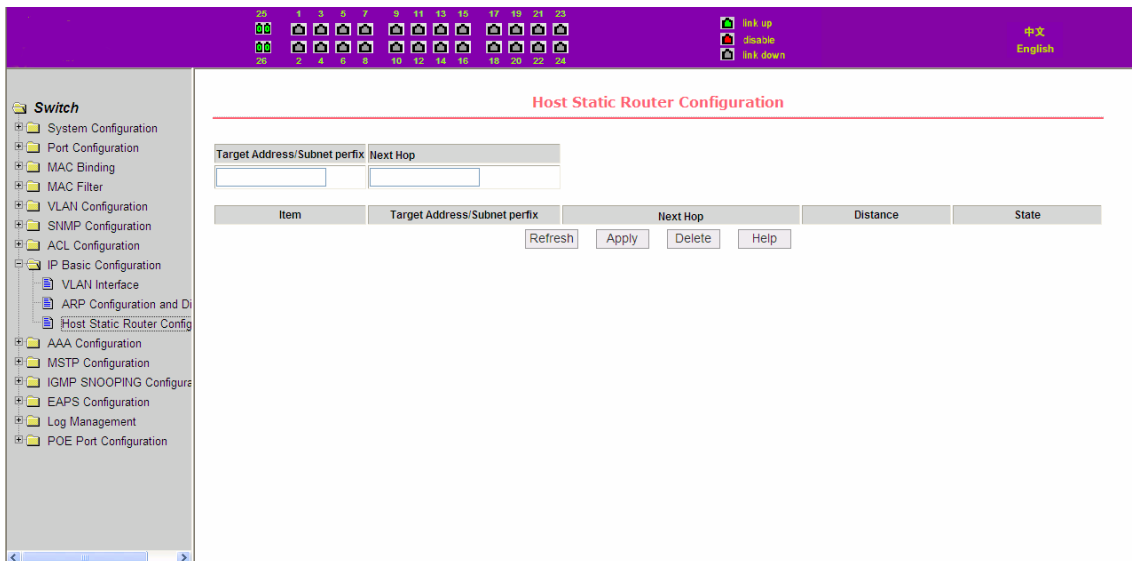 25 1 3 5 7 9 11 13 15 17 19 21 23
26 2 4 6 8 10 12 14 16 18 20 22 24
link up
disable
link down
中文
English
Switch
System Configuration
Port Configuration
MAC Binding
MAC Filter
VLAN Configuration
SNMP Configuration
ACL Configuration
IP Basic Configuration
VLAN Interface
ARP Configuration and Di
Host Static Router Config
AAA Configuration
MSTP Configuration
IGMP SNOOPING Configura
EAPS Configuration
Log Management
POE Port Configuration
Host Static Router Configuration
Target Address/Subnet perfix Next Hop
Item Target Address/Subnet perfix Next Hop Distance State
Refresh Apply Delete Help